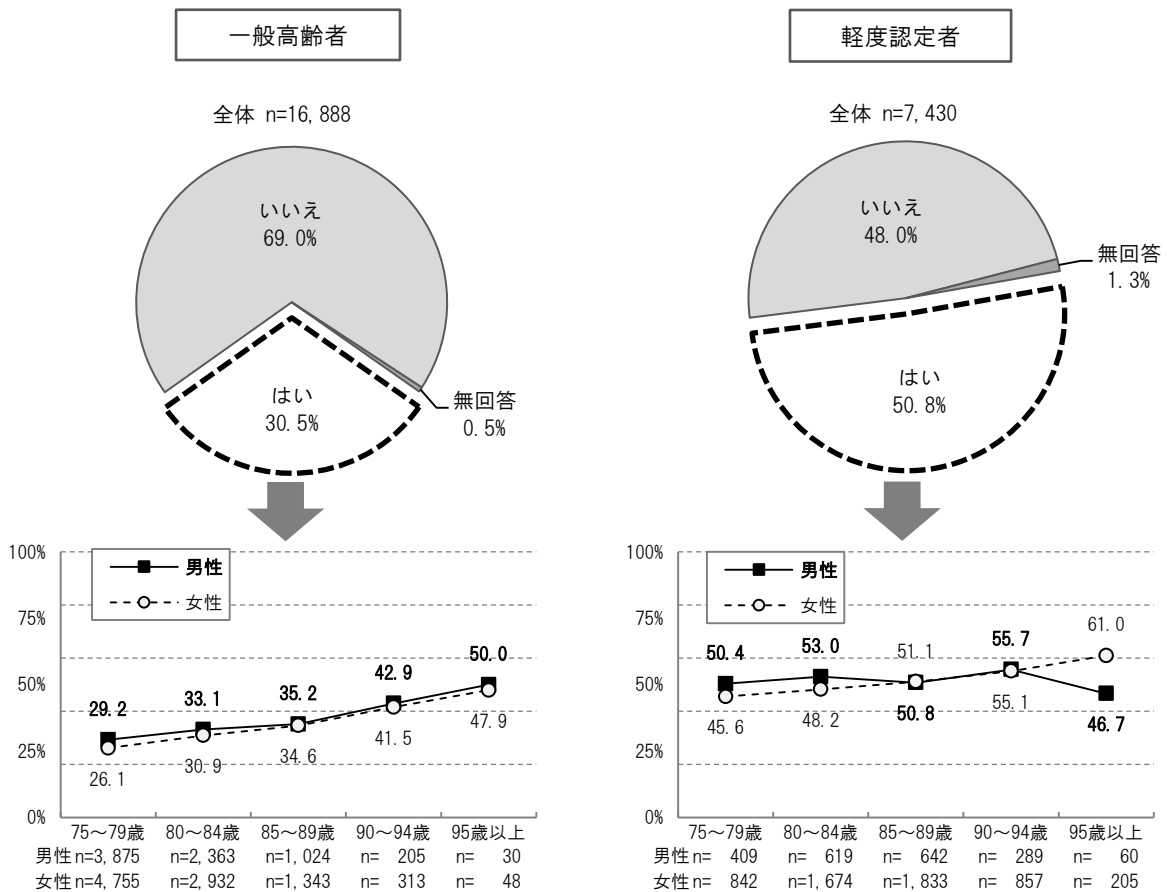 一般高齢者
全体 n=16,888
いいえ
69.0%
はい
30.5%
無回答
0.5%
100%
75%
50%
25%
0%
男性
女性
29.2
33.1
35.2
42.9
50.0
26.1
30.9
34.6
41.5
47.9
75～79歳 80～84歳 85～89歳 90～94歳 95歳以上
男性n=3,875 n=2,363 n=1,024 n= 205 n= 30
女性n=4,755 n=2,932 n=1,343 n= 313 n= 48
軽度認定者
全体 n=7,430
いいえ
48.0%
無回答
1.3%
はい
50.8%
100%
75%
50%
25%
0%
男性
女性
50.4
53.0
51.1
55.7
61.0
45.6
48.2
50.8
55.1
46.7
75～79歳 80～84歳 85～89歳 90～94歳 95歳以上
男性n= 409 n= 619 n= 642 n= 289 n= 60
女性n= 842 n=1,674 n=1,833 n= 857 n= 205